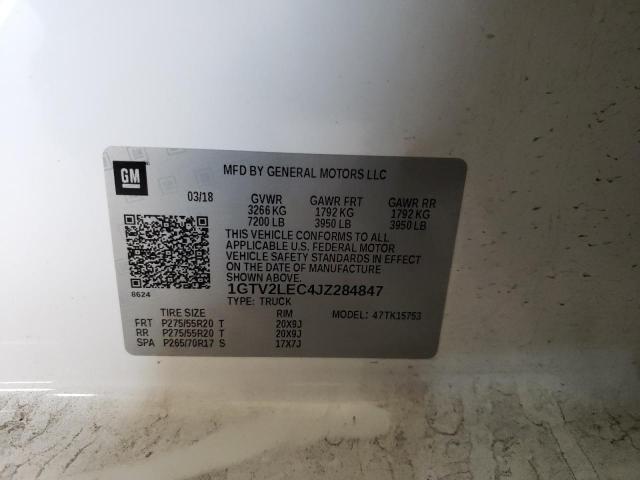 GM
MFD BY GENERAL MOTORS LLC
03/18 GVWR GAWR FRT GAWR RR
3266 KG 1792 KG 1792 KG
7200 LB 3950 LB 3950 LB
THIS VEHICLE CONFORMS TO ALL
APPLICABLE U.S. FEDERAL MOTOR
VEHICLE SAFETY STANDARDS IN EFFECT
ON THE DATE OF MANUFACTURE
SHOWN ABOVE.
8624
1GTV2LEC4JZ284847
TYPE: TRUCK
TIRE SIZE RIM MODEL: 47TK15753
FRT P275/55R20 T 20X9J
RR P275/55R20 T 20X9J
SPA P265/70R17 S 17X7J